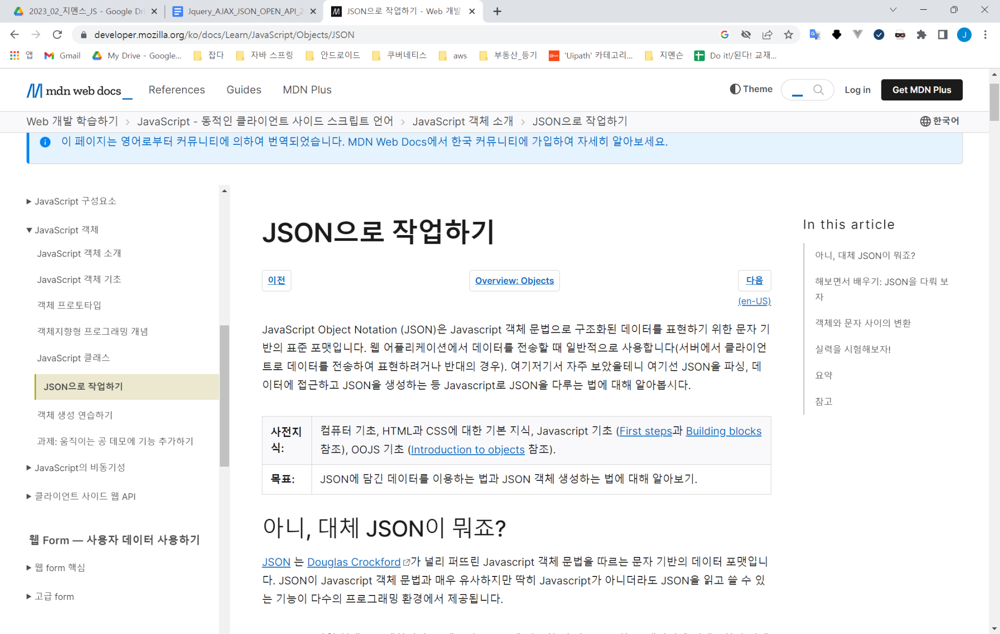 2023_02_지멘스_JS - Google Dri
Jquery_AJAX_JSON_OPEN_API_2
JSON으로 작업하기 - Web 개발
developer.mozilla.org/ko/docs/Learn/JavaScript/Objects/JSON
J
앱
Gmail
My Drive - Google...
잡다
자바 스프링
안드로이드
쿠버네티스
aws
부동산_등기
'Uipath' 카테고리...
지멘슨
Do it!/된다! 교재...
mdn web docs_
References
Guides
MDN Plus
Theme
Log in
Get MDN Plus
Web 개발 학습하기 > JavaScript - 동적인 클라이언트 사이드 스크립트 언어 > JavaScript 객체 소개 > JSON으로 작업하기
한국어
이 페이지는 영어로부터 커뮤니티에 의하여 번역되었습니다. MDN Web Docs에서 한국 커뮤니티에 가입하여 자세히 알아보세요.
JavaScript 구성요소
JavaScript 객체
JavaScript 객체 소개
JavaScript 객체 기초
객체 프로토타입
객체지향형 프로그래밍 개념
JavaScript 클래스
JSON으로 작업하기
객체 생성 연습하기
과제: 움직이는 공 데모에 기능 추가하기
JavaScript의 비동기성
클라이언트 사이드 웹 API
웹 Form — 사용자 데이터 사용하기
웹 form 핵심
고급 form
JSON으로 작업하기
이전
Overview: Objects
다음
(en-US)
JavaScript Object Notation (JSON)은 Javascript 객체 문법으로 구조화된 데이터를 표현하기 위한 문자 기
반의 표준 포맷입니다. 웹 어플리케이션에서 데이터를 전송할 때 일반적으로 사용합니다(서버에서 클라이언
트로 데이터를 전송하여 표현하려거나 반대의 경우). 여기저기서 자주 보았을테니 여기선 JSON을 파싱, 데
이터에 접근하고 JSON을 생성하는 등 Javascript로 JSON을 다루는 법에 대해 알아봅시다.
사전지
식:
컴퓨터 기초, HTML과 CSS에 대한 기본 지식, Javascript 기초 (First steps과 Building blocks
참조), OOJS 기초 (Introduction to objects 참조).
목표:
JSON에 담긴 데이터를 이용하는 법과 JSON 객체 생성하는 법에 대해 알아보기.
아니, 대체 JSON이 뭐죠?
JSON 는 Douglas Crockford가 널리 퍼뜨린 Javascript 객체 문법을 따르는 문자 기반의 데이터 포맷입니
다. JSON이 Javascript 객체 문법과 매우 유사하지만 딱히 Javascript가 아니더라도 JSON을 읽고 쓸 수 있
는 기능이 다수의 프로그래밍 환경에서 제공됩니다.
In this article
아니, 대체 JSON이 뭐죠?
해보면서 배우기: JSON을 다뤄 보
자
객체와 문자 사이의 변환
실력을 시험해보자!
요약
참고